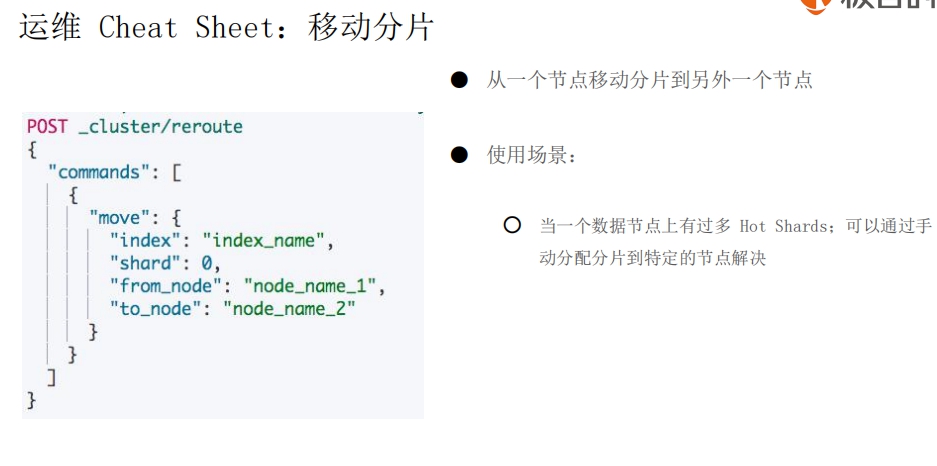 运维 Cheat Sheet：移动分片
POST _cluster/reroute
{
"commands": [
{
"move": {
"index": "index_name",
"shard": 0,
"from_node": "node_name_1",
"to_node": "node_name_2"
}
}
]
}
● 从一个节点移动分片到另外一个节点
● 使用场景：
○ 当一个数据节点上有过多 Hot Shards；可以通过手
动分配分片到特定的节点解决